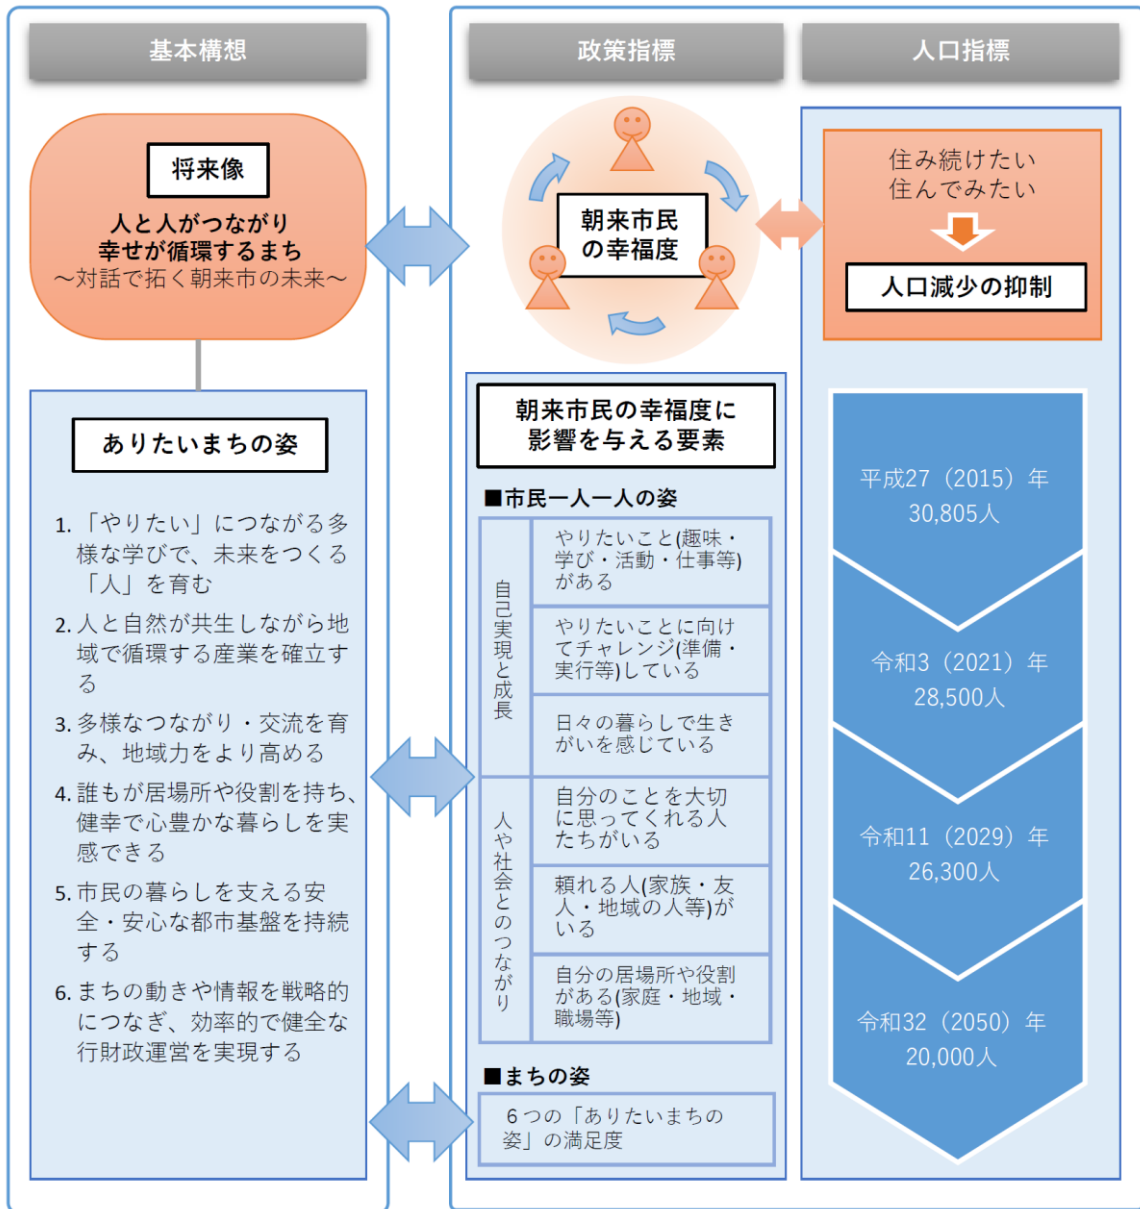 基本構想
将来像
人と人がつながり
幸せが循環するまち
～対話で拓く朝来市の未来～
ありたいまちの姿
1. 「やりたい」につながる多
様な学びで、未来をつくる
「人」を育む
2. 人と自然が共生しながら地
域で循環する産業を確立す
る
3. 多様なつながり・交流を育
み、地域力をより高める
4. 誰もが居場所や役割を持ち、
健幸で心豊かな暮らしを実
感できる
5. 市民の暮らしを支える安
全・安心な都市基盤を持続
する
6. まちの動きや情報を戦略的
につなぎ、効率的で健全な
行財政運営を実現する
政策指標
朝来市民
の幸福度
朝来市民の幸福度に
影響を与える要素
■市民一人一人の姿
自己実現と成長
やりたいこと(趣味・
学び・活動・仕事等)
がある
やりたいことに向け
てチャレンジ(準備・
実行等)している
日々の暮らしで生き
がいを感じている
人や社会とのつながり
自分のことを大切
に思ってくれる人
たちがいる
頼れる人(家族・友
人・地域の人等)が
いる
自分の居場所や役割
がある(家庭・地域・
職場等)
■まちの姿
６つの「ありたいまちの
姿」の満足度
人口指標
住み続けたい
住んでみたい
人口減少の抑制
平成27（2015）年
30,805人
令和3（2021）年
28,500人
令和11（2029）年
26,300人
令和32（2050）年
20,000人